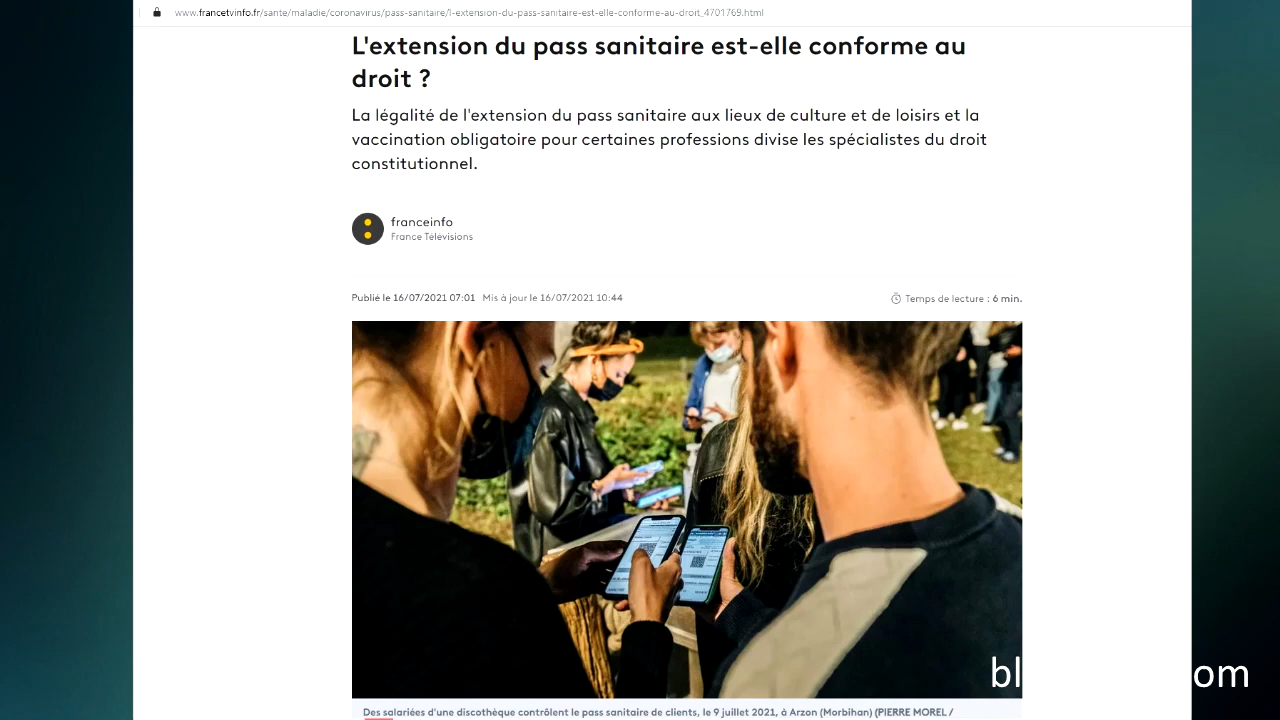 www.francetvinfo.fr/sante/maladie/coronavirus/pass-sanitaire/l-extension-du-pass-sanitaire-est-elle-conforme-au-droit_4701769.html
L'extension du pass sanitaire est-elle conforme au
droit ?
La légalité de l'extension du pass sanitaire aux lieux de culture et de loisirs et la
vaccination obligatoire pour certaines professions divise les spécialistes du droit
constitutionnel.
franceinfo
France Télévisions
Publié le 16/07/2021 07:01 Mis à jour le 16/07/2021 10:44
Temps de lecture : 6 min.
Des salariées d'une discothèque contrôlent le pass sanitaire de clients, le 9 juillet 2021, à Arzon (Morbihan) (PIERRE MOREL /